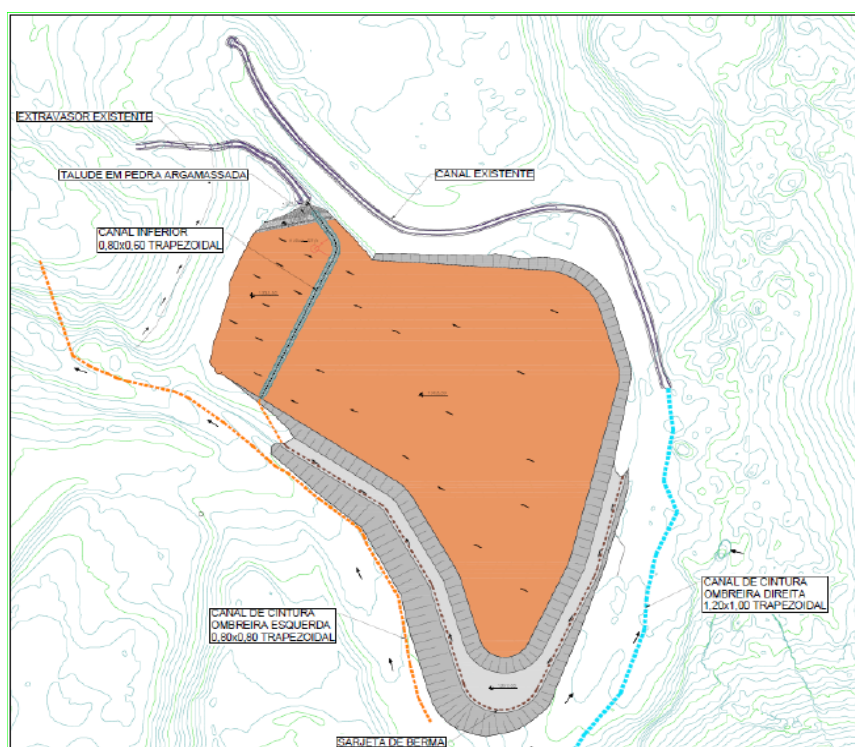 EXTRAVASOR EXISTENTE
TALUDE EM PEDRA ARGAMASSADA
CANAL EXISTENTE
CANAL INFERIOR
0,80x0,60 TRAPEZOIDAL
CANAL DE CINTURA
OMBREIRA ESQUERDA
0,80x0,80 TRAPEZOIDAL
CANAL DE CINTURA
OMBREIRA DIREITA
1,20x1,00 TRAPEZOIDAL
SARJETA DE BERMA